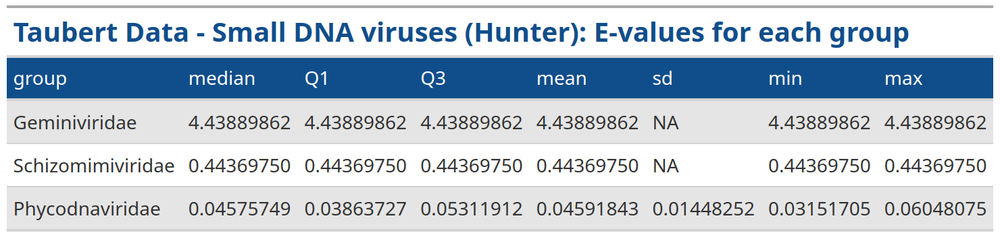 Taubert Data - Small DNA viruses (Hunter): E-values for each group
group median Q1 Q3 mean sd min max
Geminiviridae 4.43889862 4.43889862 4.43889862 4.43889862 NA 4.43889862 4.43889862
Schizomimiviridae 0.44369750 0.44369750 0.44369750 0.44369750 NA 0.44369750 0.44369750
Phycodnaviridae 0.04575749 0.03863727 0.05311912 0.04591843 0.01448252 0.03151705 0.06048075